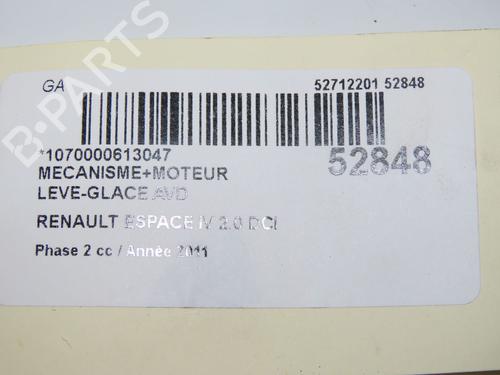 GA
52712201 52848
*1070000613047
52848
MECANISME+MOTEUR
LEVE-GLACE AVD
RENAULT ESPACE IV 2.0 DCI
Phase 2 cc / Année 2011
B-PARTS